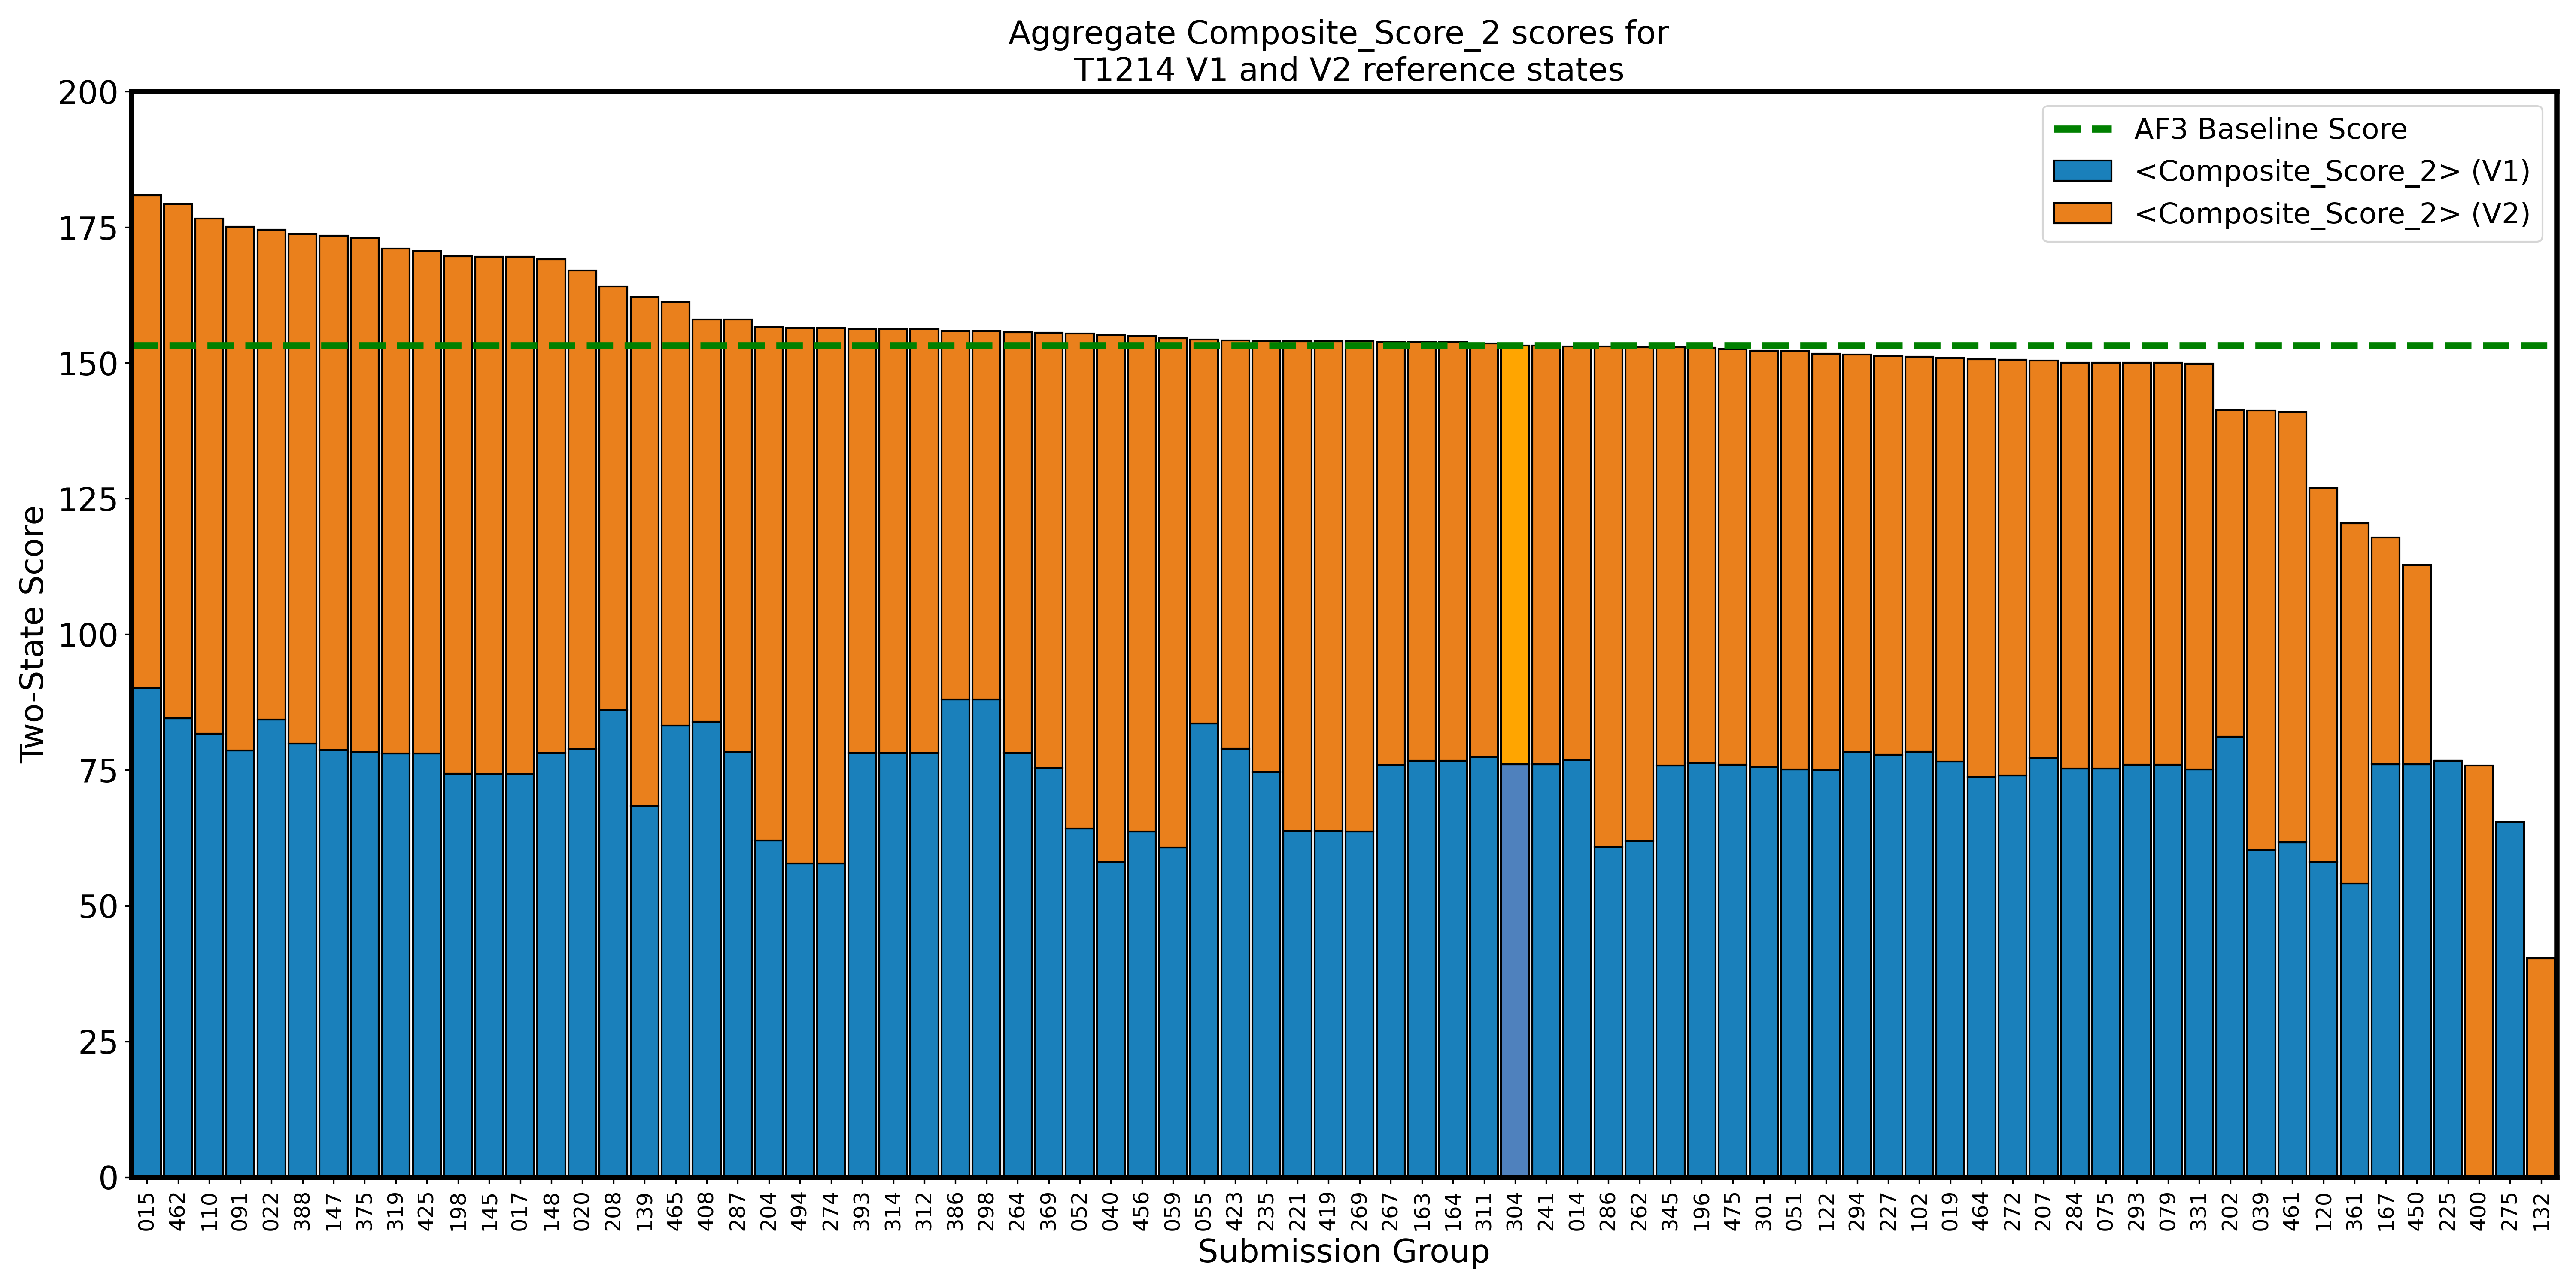 Aggregate Composite_Score_2 scores for
T1214 V1 and V2 reference states
AF3 Baseline Score
<Composite_Score_2> (V1)
<Composite_Score_2> (V2)
Two-State Score
200
175
150
125
100
75
50
25
0
015 462 110 091 022 388 147 375 319 425 198 145 017 148 020 208 139 465 408 287 204 494 274 393 314 312 386 298 264 369 052 040 456 059 055 423 235 221 419 269 267 163 164 311 304 241 014 286 262 345 196 475 301 051 122 294 227 102 019 464 272 207 284 075 293 079 331 202 039 461 120 361 167 450 225 400 275 132
Submission Group